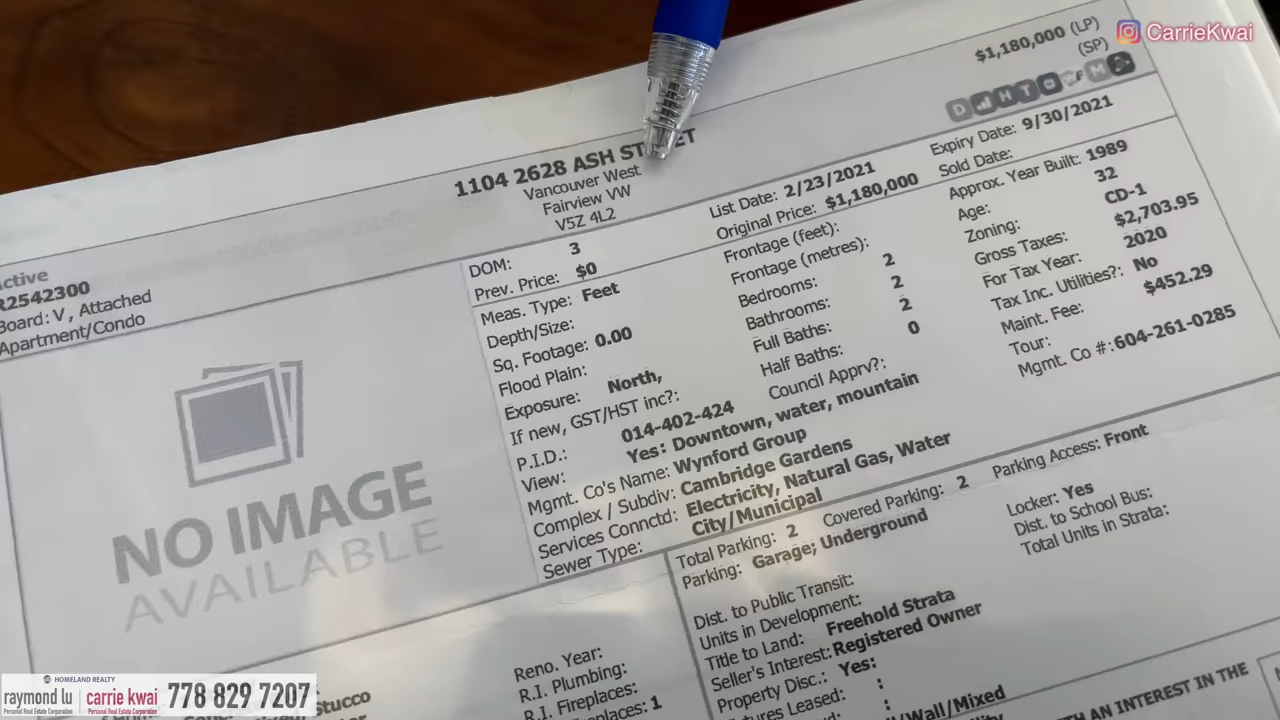 CarrieKwai
$1,180,000 (LP)
(SP)
1104 2628 ASH
Vancouver West
Fairview VW
V5Z 4L2
Active
R2542300
Board: V, Attached
Apartment/Condo
NO IMAGE
AVAILABLE
DOM: 3
Prev. Price: $0
Meas. Type: Feet
Depth/Size:
Sq. Footage: 0.00
Flood Plain:
Exposure: North,
If new, GST/HST inc?:
P.I.D.: 014-402-424
View: Yes: Downtown, water, mountain
Mgmt. Co's Name: Wynford Group
Complex / Subdiv: Cambridge Gardens
Services Connctd: Electricity, Natural Gas, Water
Sewer Type: City/Municipal
List Date: 2/23/2021
Original Price: $1,180,000
Frontage (feet):
Frontage (metres):
Bedrooms: 2
Bathrooms: 2
Full Baths: 2
Half Baths: 0
Council Apprv?:
Expiry Date: 9/30/2021
Sold Date:
Approx. Year Built: 1989
Age: 32
Zoning: CD-1
Gross Taxes: $2,703.95
For Tax Year: 2020
Tax Inc. Utilities?: No
Maint. Fee: $452.29
Tour:
Mgmt. Co #: 604-261-0285
Total Parking: 2 Covered Parking: 2 Parking Access: Front
Parking: Garage; Underground
Locker: Yes
Dist. to School Bus:
Total Units in Strata:
Dist. to Public Transit:
Units in Development:
Title to Land: Freehold Strata
Seller's Interest: Registered Owner
Property Disc.: Yes:
Reno. Year:
R.I. Plumbing:
R.I. Fireplaces:
1
HOMELAND REALTY
raymond lu
Personal Real Estate Corporation
carrie kwai
Personal Real Estate Corporation
778 829 7207
AN INTEREST IN THE